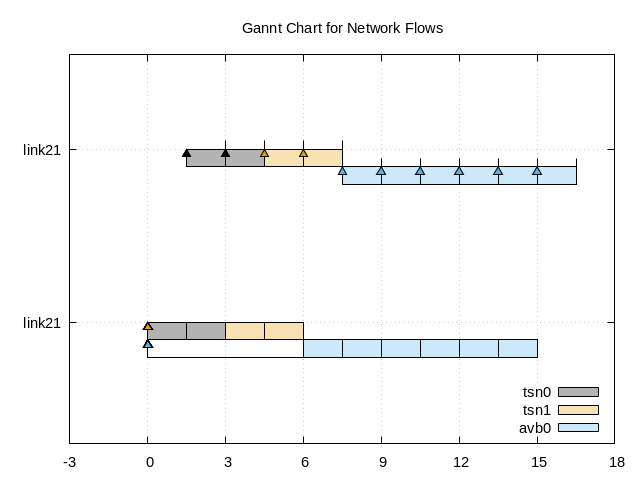 Gannt Chart for Network Flows
link21
link21
tsn0
tsn1
avb0
-3 0 3 6 9 12 15 18